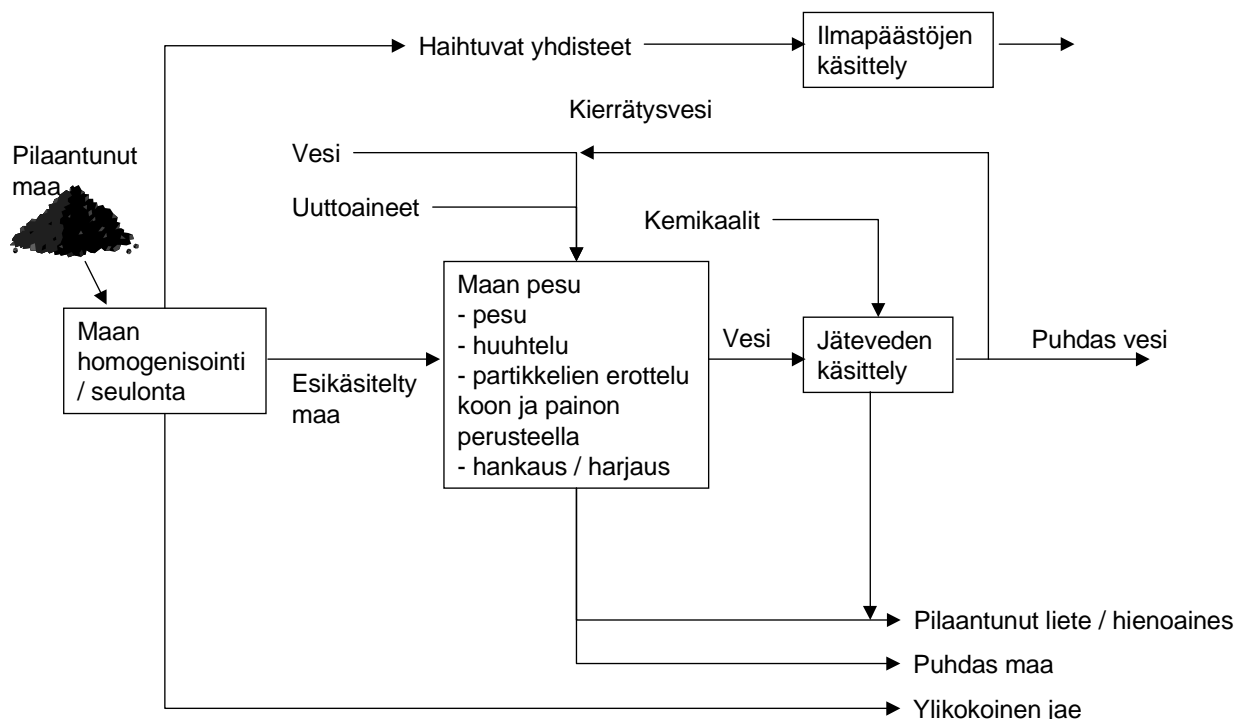 Haihtuvat yhdisteet
Ilmapäästöjen
käsittely
Kierrätysvesi
Pilaantunut
maa
Vesi
Uuttoaineet
Kemikaalit
Maan
homogenisointi
/ seulonta
Esikäsitelty
maa
Maan pesu
- pesu
- huuhtelu
- partikkelien erottelu
koon ja painon
perusteella
- hankaus / harjaus
Vesi
Jäteveden
käsittely
Puhdas vesi
Pilaantunut liete / hienoaines
Puhdas maa
Ylikokoinen jae